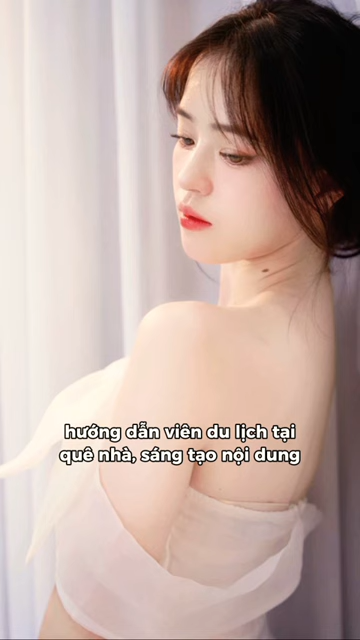 hướng dẫn viên du lịch tại
quê nhà, sáng tạo nội dung